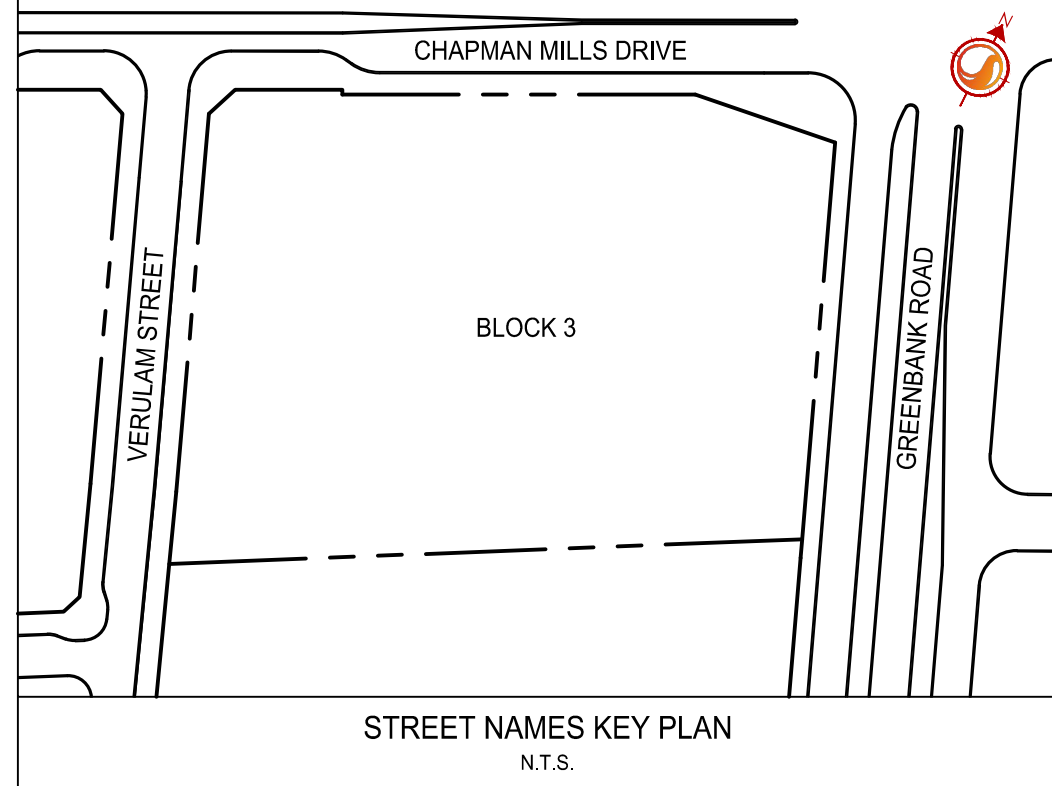 CHAPMAN MILLS DRIVE
N
VERULAM STREET
BLOCK 3
GREENBANK ROAD
STREET NAMES KEY PLAN
N.T.S.